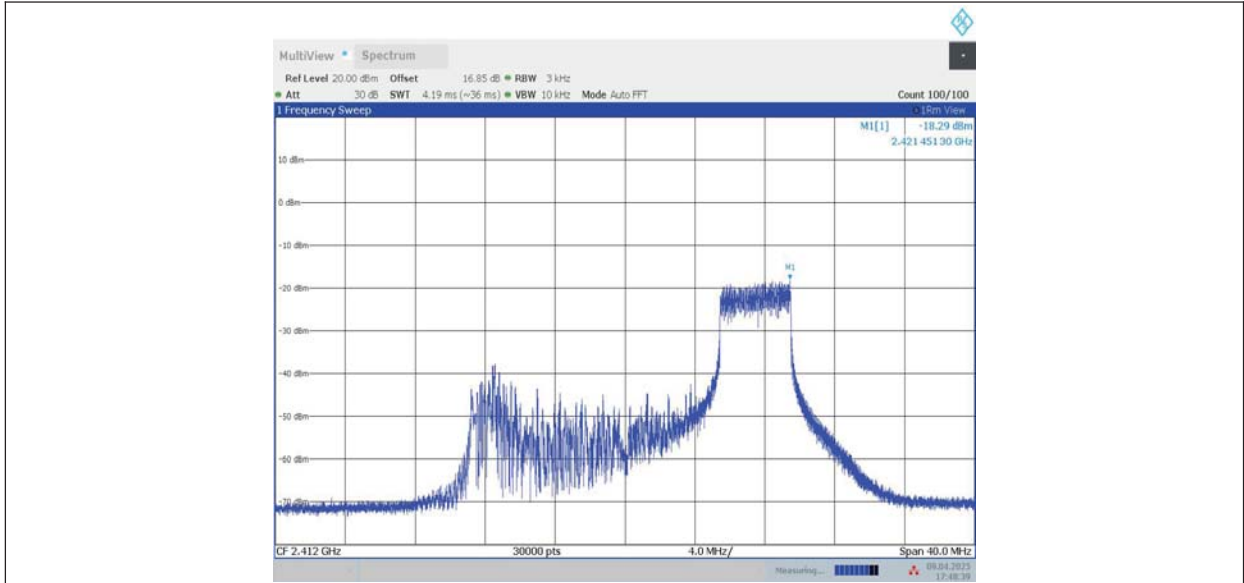 MultiView Spectrum
Ref Level 20.00 dBm Offset 16.85 dB RBW 3 kHz
Att 30 dB SWT 4.19 ms (~36 ms) VBW 10 kHz Mode Auto FFT Count 100/100
1 Frequency Sweep 1Rm View
M1[1] -18.29 dBm
2.421 451 30 GHz
10 dBm
0 dBm
-10 dBm
M1
-20 dBm
-30 dBm
-40 dBm
-50 dBm
-60 dBm
-70 dBm
CF 2.412 GHz 30000 pts 4.0 MHz/ Span 40.0 MHz
Measuring... 09.04.2025
17:48:39